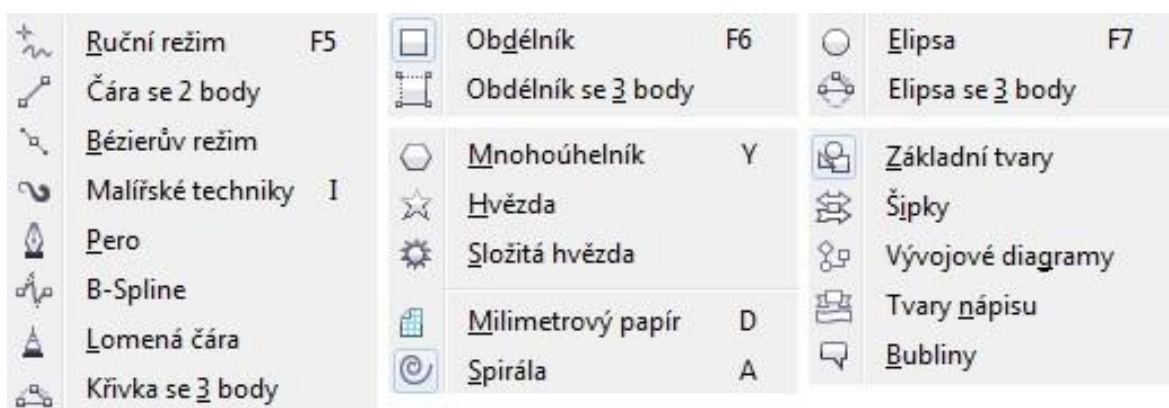 Ruční režim F5
Čára se 2 body
Bézierův režim
Malířské techniky I
Pero
B-Spline
Lomená čára
Křivka se 3 body
Obdélník F6
Obdélník se 3 body
Mnohoúhelník Y
Hvězda
Složitá hvězda
Milimetrový papír D
Spirála A
Elipsa F7
Elipsa se 3 body
Základní tvary
Šipky
Vývojové diagramy
Tvary nápisu
Bubliny